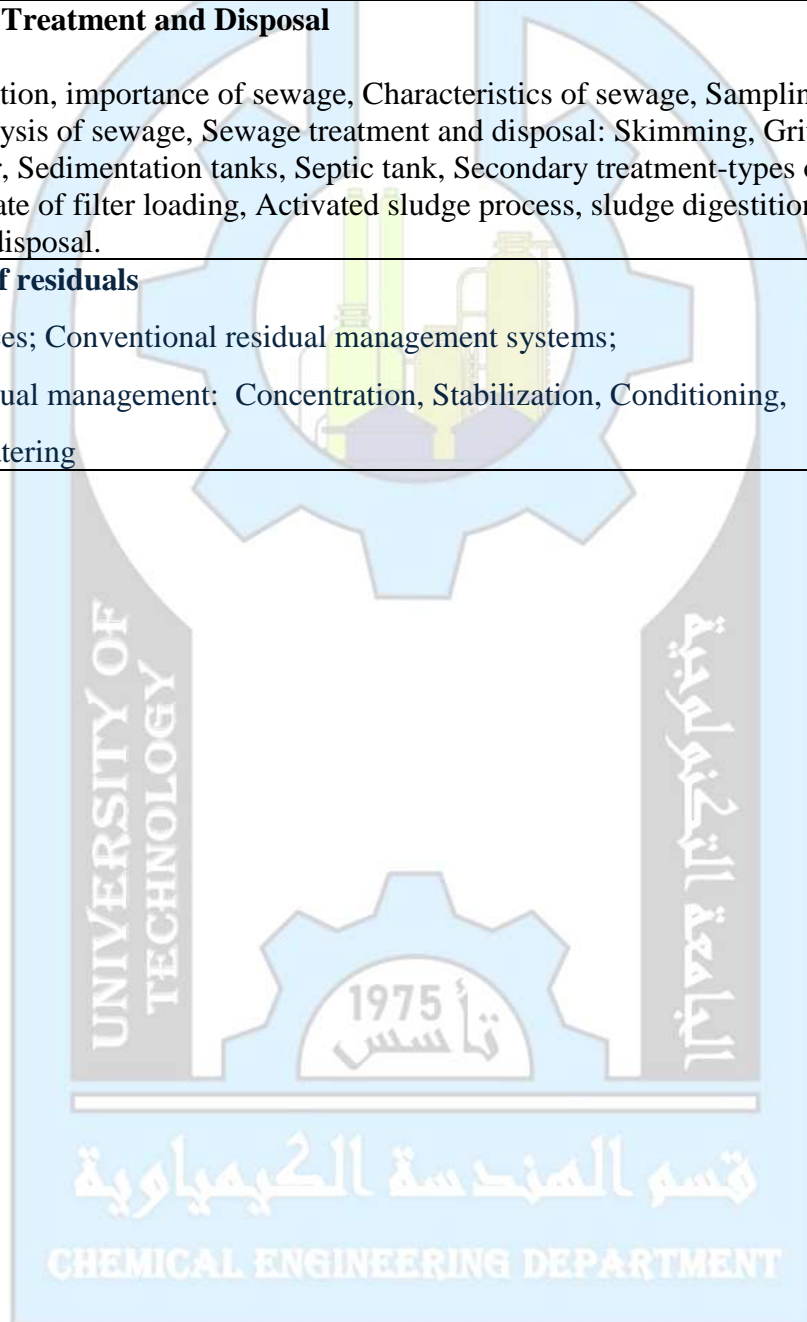 Treatment and Disposal
tion, importance of sewage, Characteristics of sewage, Samplin
lysis of sewage, Sewage treatment and disposal: Skimming, Gri
r, Sedimentation tanks, Septic tank, Secondary treatment-types
ate of filter loading, Activated sludge process, sludge digestition
disposal.
f residuals
es; Conventional residual management systems;
ual management: Concentration, Stabilization, Conditioning,
tering
UNIVERSITY OF
TECHNOLOGY
الجامعة التكنولوجية
1975
تأسس
قسم الهندسة الكيمياوية
CHEMICAL ENGINEERING DEPARTMENT